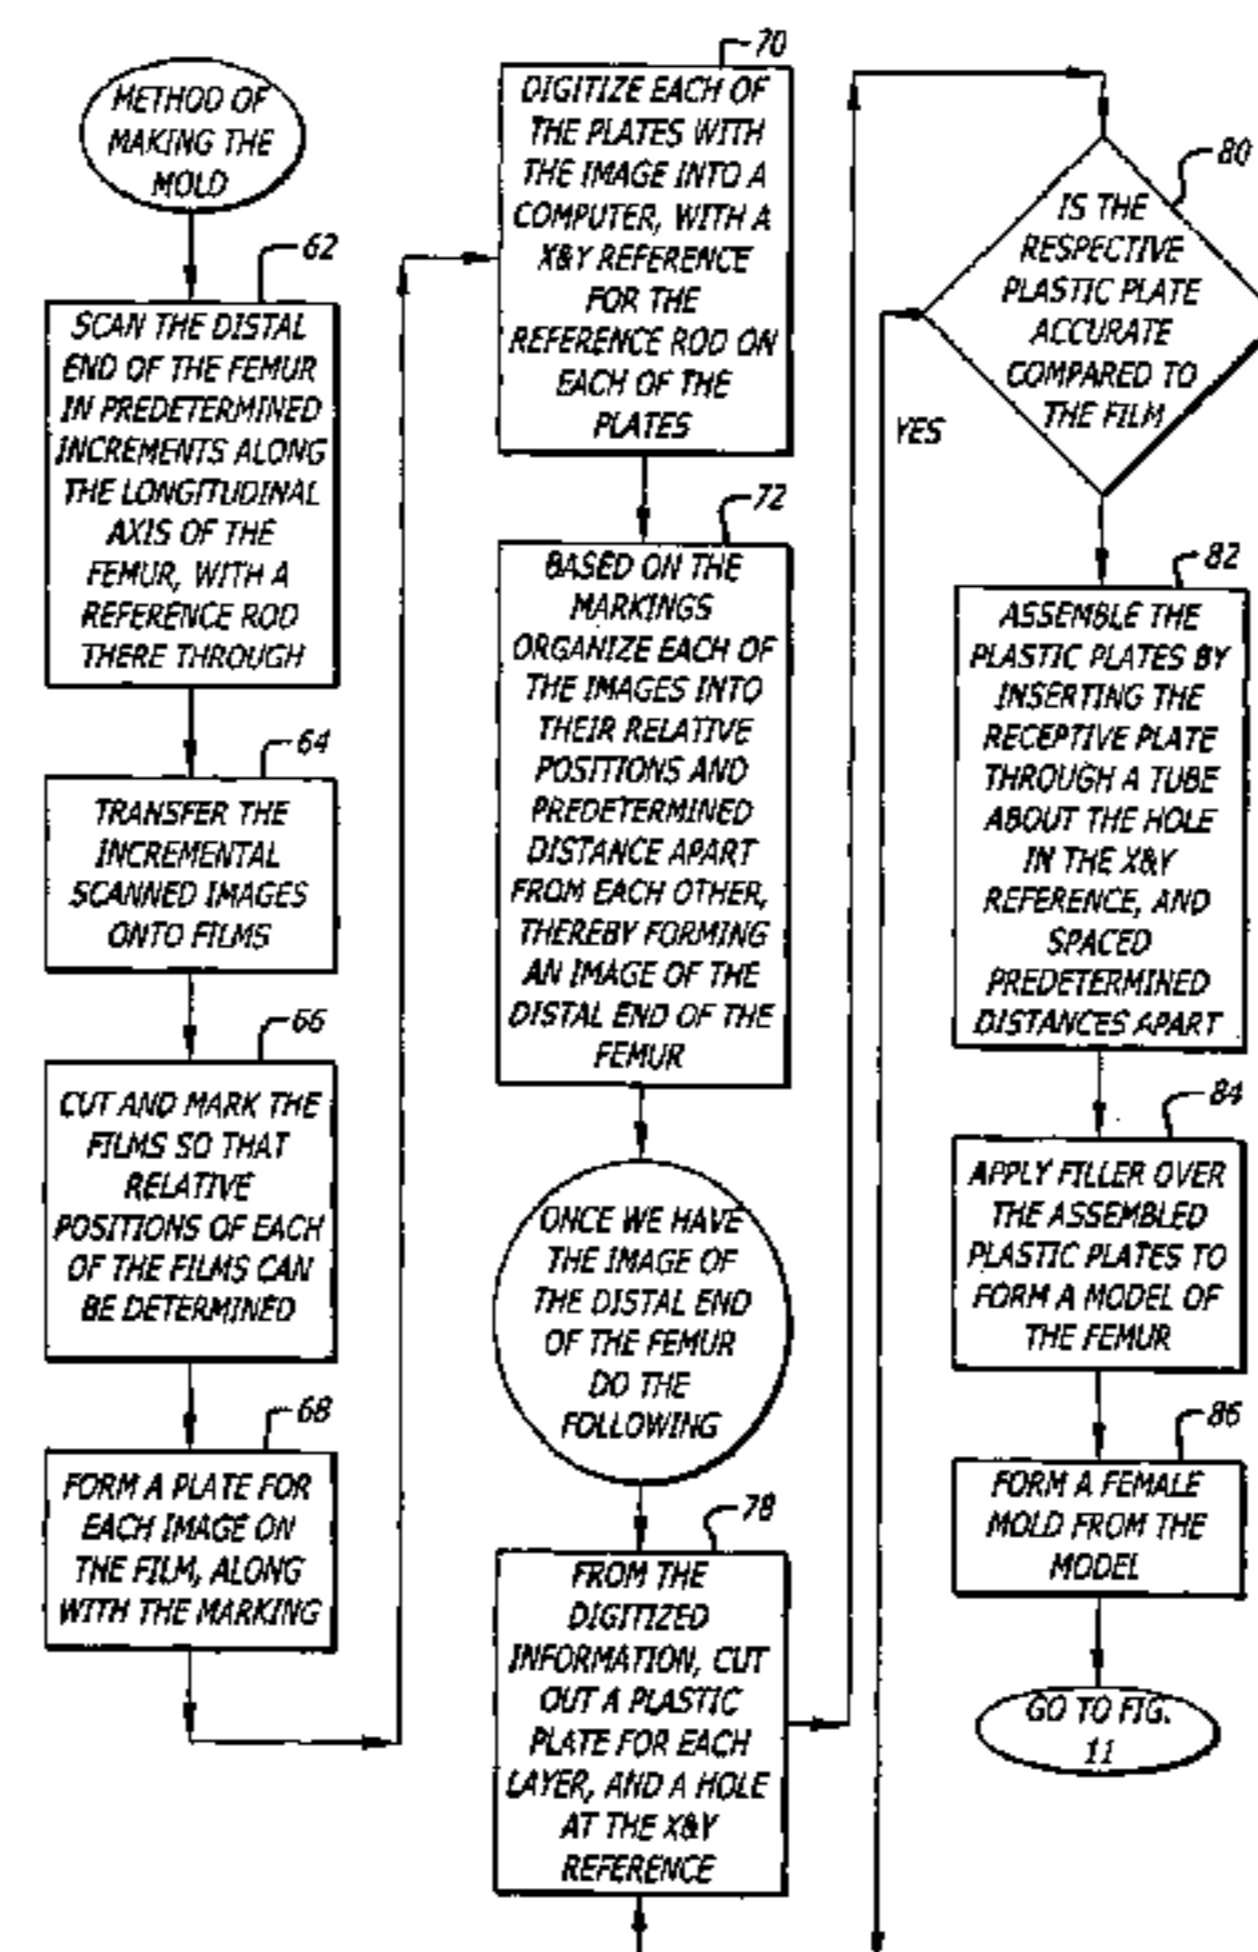 METHOD OF
MAKING THE
MOLD
62
SCAN THE DISTAL
END OF THE FEMUR
IN PREDETERMINED
INCREMENTS ALONG
THE LONGITUDINAL
AXIS OF THE
FEMUR, WITH A
REFERENCE ROD
THERE THROUGH
64
TRANSFER THE
INCREMENTAL
SCANNED IMAGES
ONTO FILMS
66
CUT AND MARK THE
FILMS SO THAT
RELATIVE
POSITIONS OF EACH
OF THE FILMS CAN
BE DETERMINED
68
FORM A PLATE FOR
EACH IMAGE ON
THE FILM, ALONG
WITH THE MARKING
70
DIGITIZE EACH OF
THE PLATES WITH
THE IMAGE INTO A
COMPUTER, WITH A
X&Y REFERENCE
FOR THE
REFERENCE ROD ON
EACH OF THE
PLATES
72
BASED ON THE
MARKINGS
ORGANIZE EACH OF
THE IMAGES INTO
THEIR RELATIVE
POSITIONS AND
PREDETERMINED
DISTANCE APART
FROM EACH OTHER,
THEREBY FORMING
AN IMAGE OF THE
DISTAL END OF THE
FEMUR
ONCE WE HAVE
THE IMAGE OF
THE DISTAL END
OF THE FEMUR
DO THE
FOLLOWING
78
FROM THE
DIGITIZED
INFORMATION, CUT
OUT A PLASTIC
PLATE FOR EACH
LAYER, AND A HOLE
AT THE X&Y
REFERENCE
80
IS THE
RESPECTIVE
PLASTIC PLATE
ACCURATE
COMPARED TO
THE FILM
YES
82
ASSEMBLE THE
PLASTIC PLATES BY
INSERTING THE
RECEPTIVE PLATE
THROUGH A TUBE
ABOUT THE HOLE
IN THE X&Y
REFERENCE, AND
SPACED
PREDETERMINED
DISTANCES APART
84
APPLY FILLER OVER
THE ASSEMBLED
PLASTIC PLATES TO
FORM A MODEL OF
THE FEMUR
86
FORM A FEMALE
MOLD FROM THE
MODEL
GO TO FIG.
11